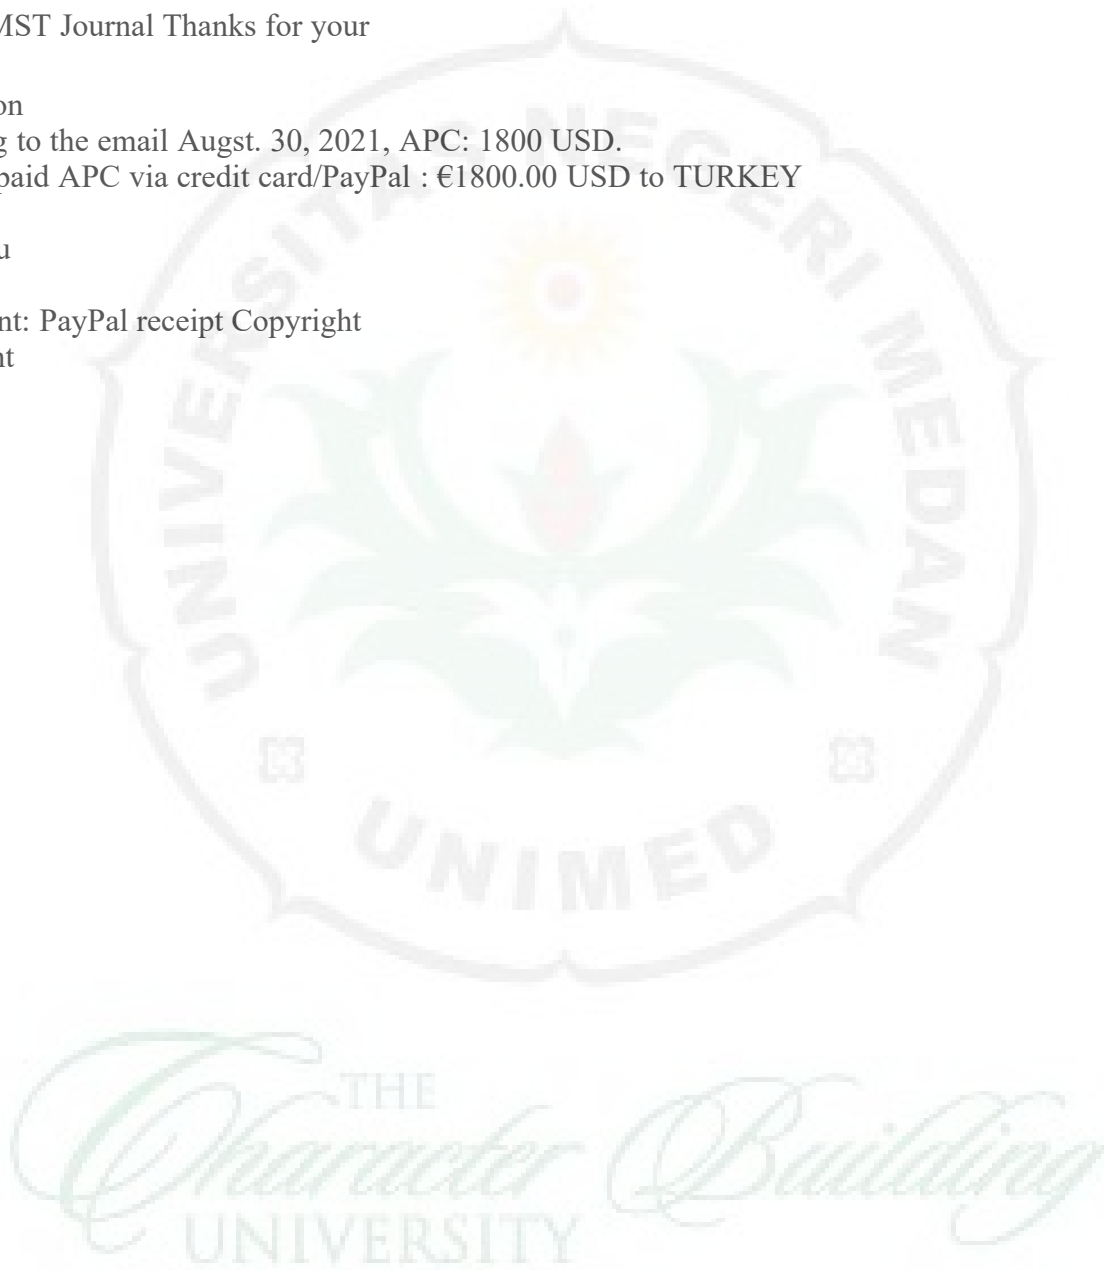 MST Journal Thanks for your
on
g to the email Augst. 30, 2021, APC: 1800 USD.
paid APC via credit card/PayPal : €1800.00 USD to TURKEY
u
nt: PayPal receipt Copyright
nt
UNIVERSITAS NEGERI MEDAN
UNIMED
THE
Character Building
UNIVERSITY